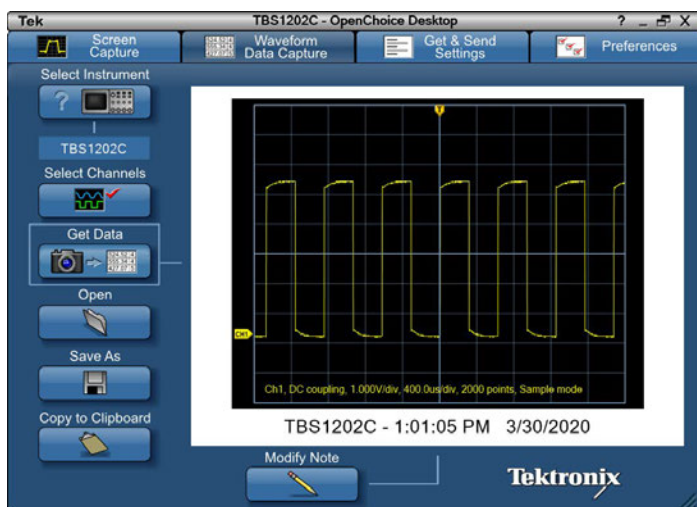 Tek
TBS1202C - OpenChoice Desktop
? _ X
Screen
Capture
Waveform
Data Capture
Get & Send
Settings
Preferences
Select Instrument
?
TBS1202C
Select Channels
Get Data
Open
Save As
Copy to Clipboard
T
CH1
Ch1, DC coupling, 1.000V/div, 400.0us/div, 2000 points, Sample mode
TBS1202C - 1:01:05 PM 3/30/2020
Modify Note
Tektronix